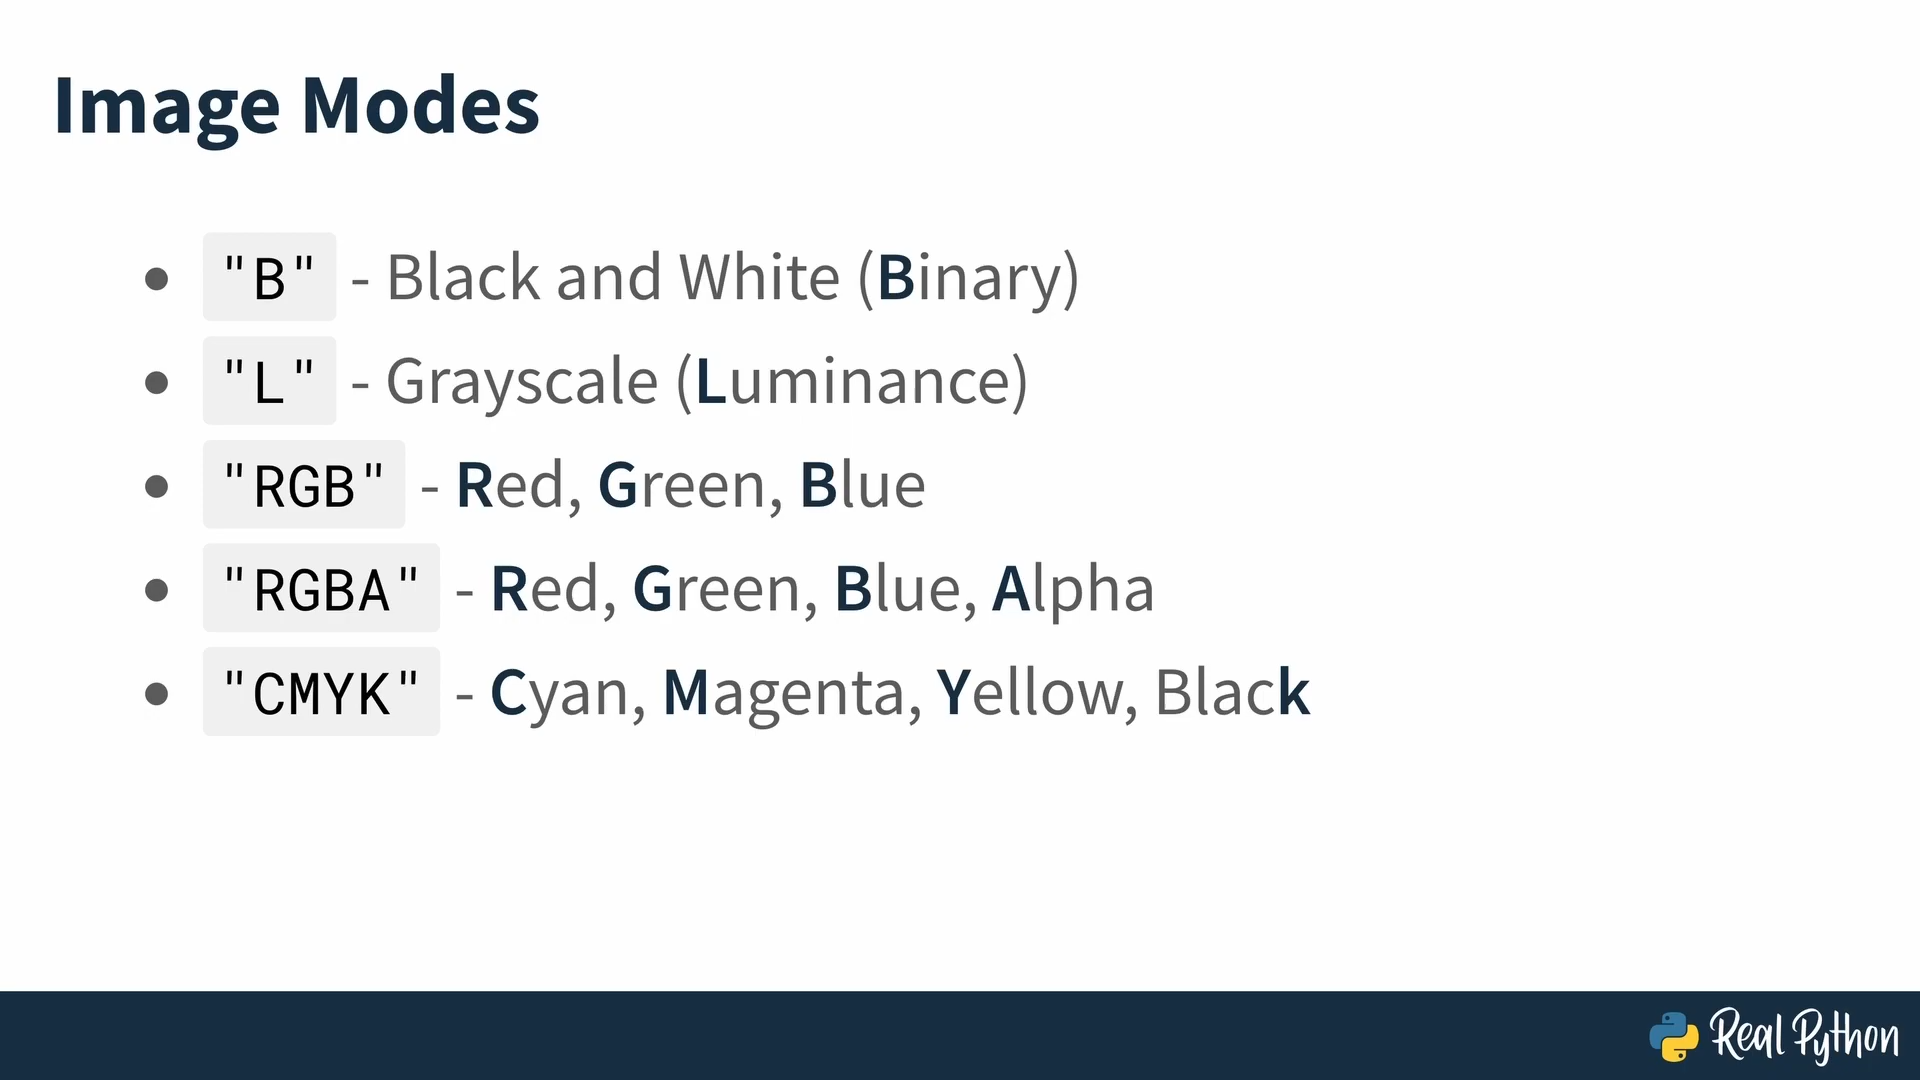 Image Modes
"B" - Black and White (Binary)
"L" - Grayscale (Luminance)
"RGB" - Red, Green, Blue
"RGBA" - Red, Green, Blue, Alpha
"CMYK" - Cyan, Magenta, Yellow, Black
Real Python